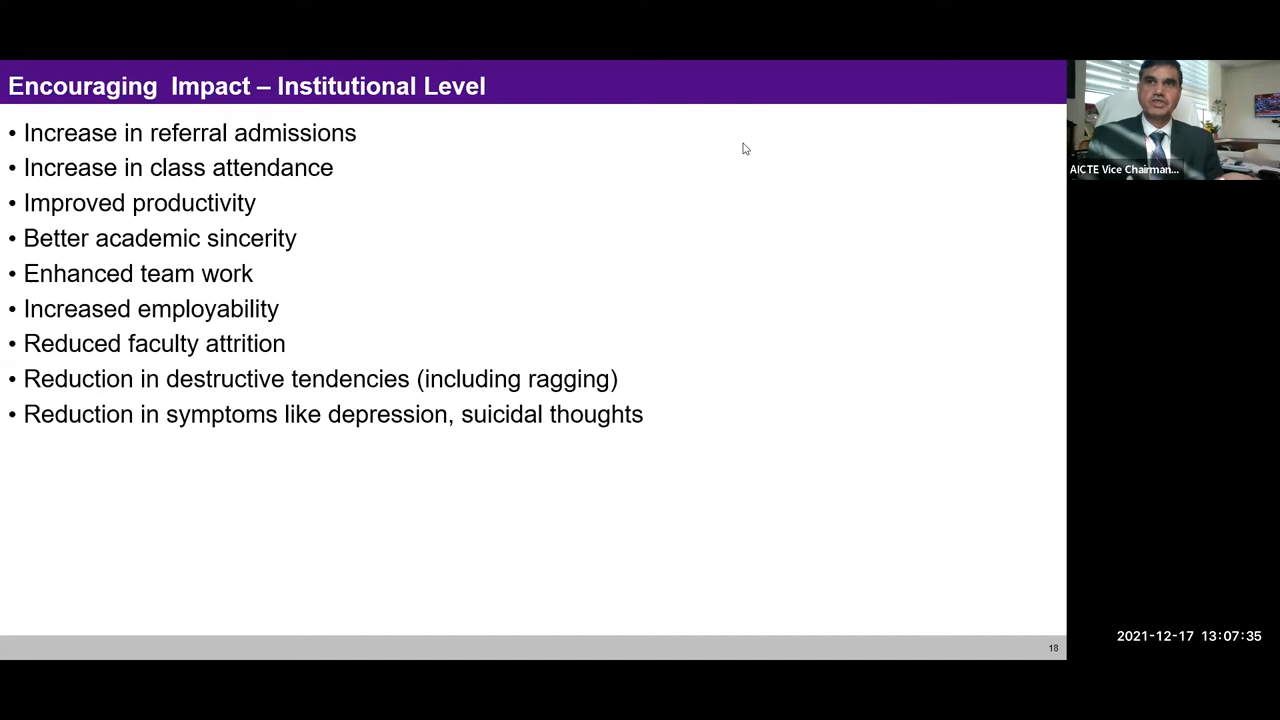 Encouraging  Impact – Institutional Level
• Increase in referral admissions
• Increase in class attendance
• Improved productivity
• Better academic sincerity
• Enhanced team work
• Increased employability
• Reduced faculty attrition
• Reduction in destructive tendencies (including ragging)
• Reduction in symptoms like depression, suicidal thoughts
18
AICTE Vice Chairman...
2021-12-17 13:07:35